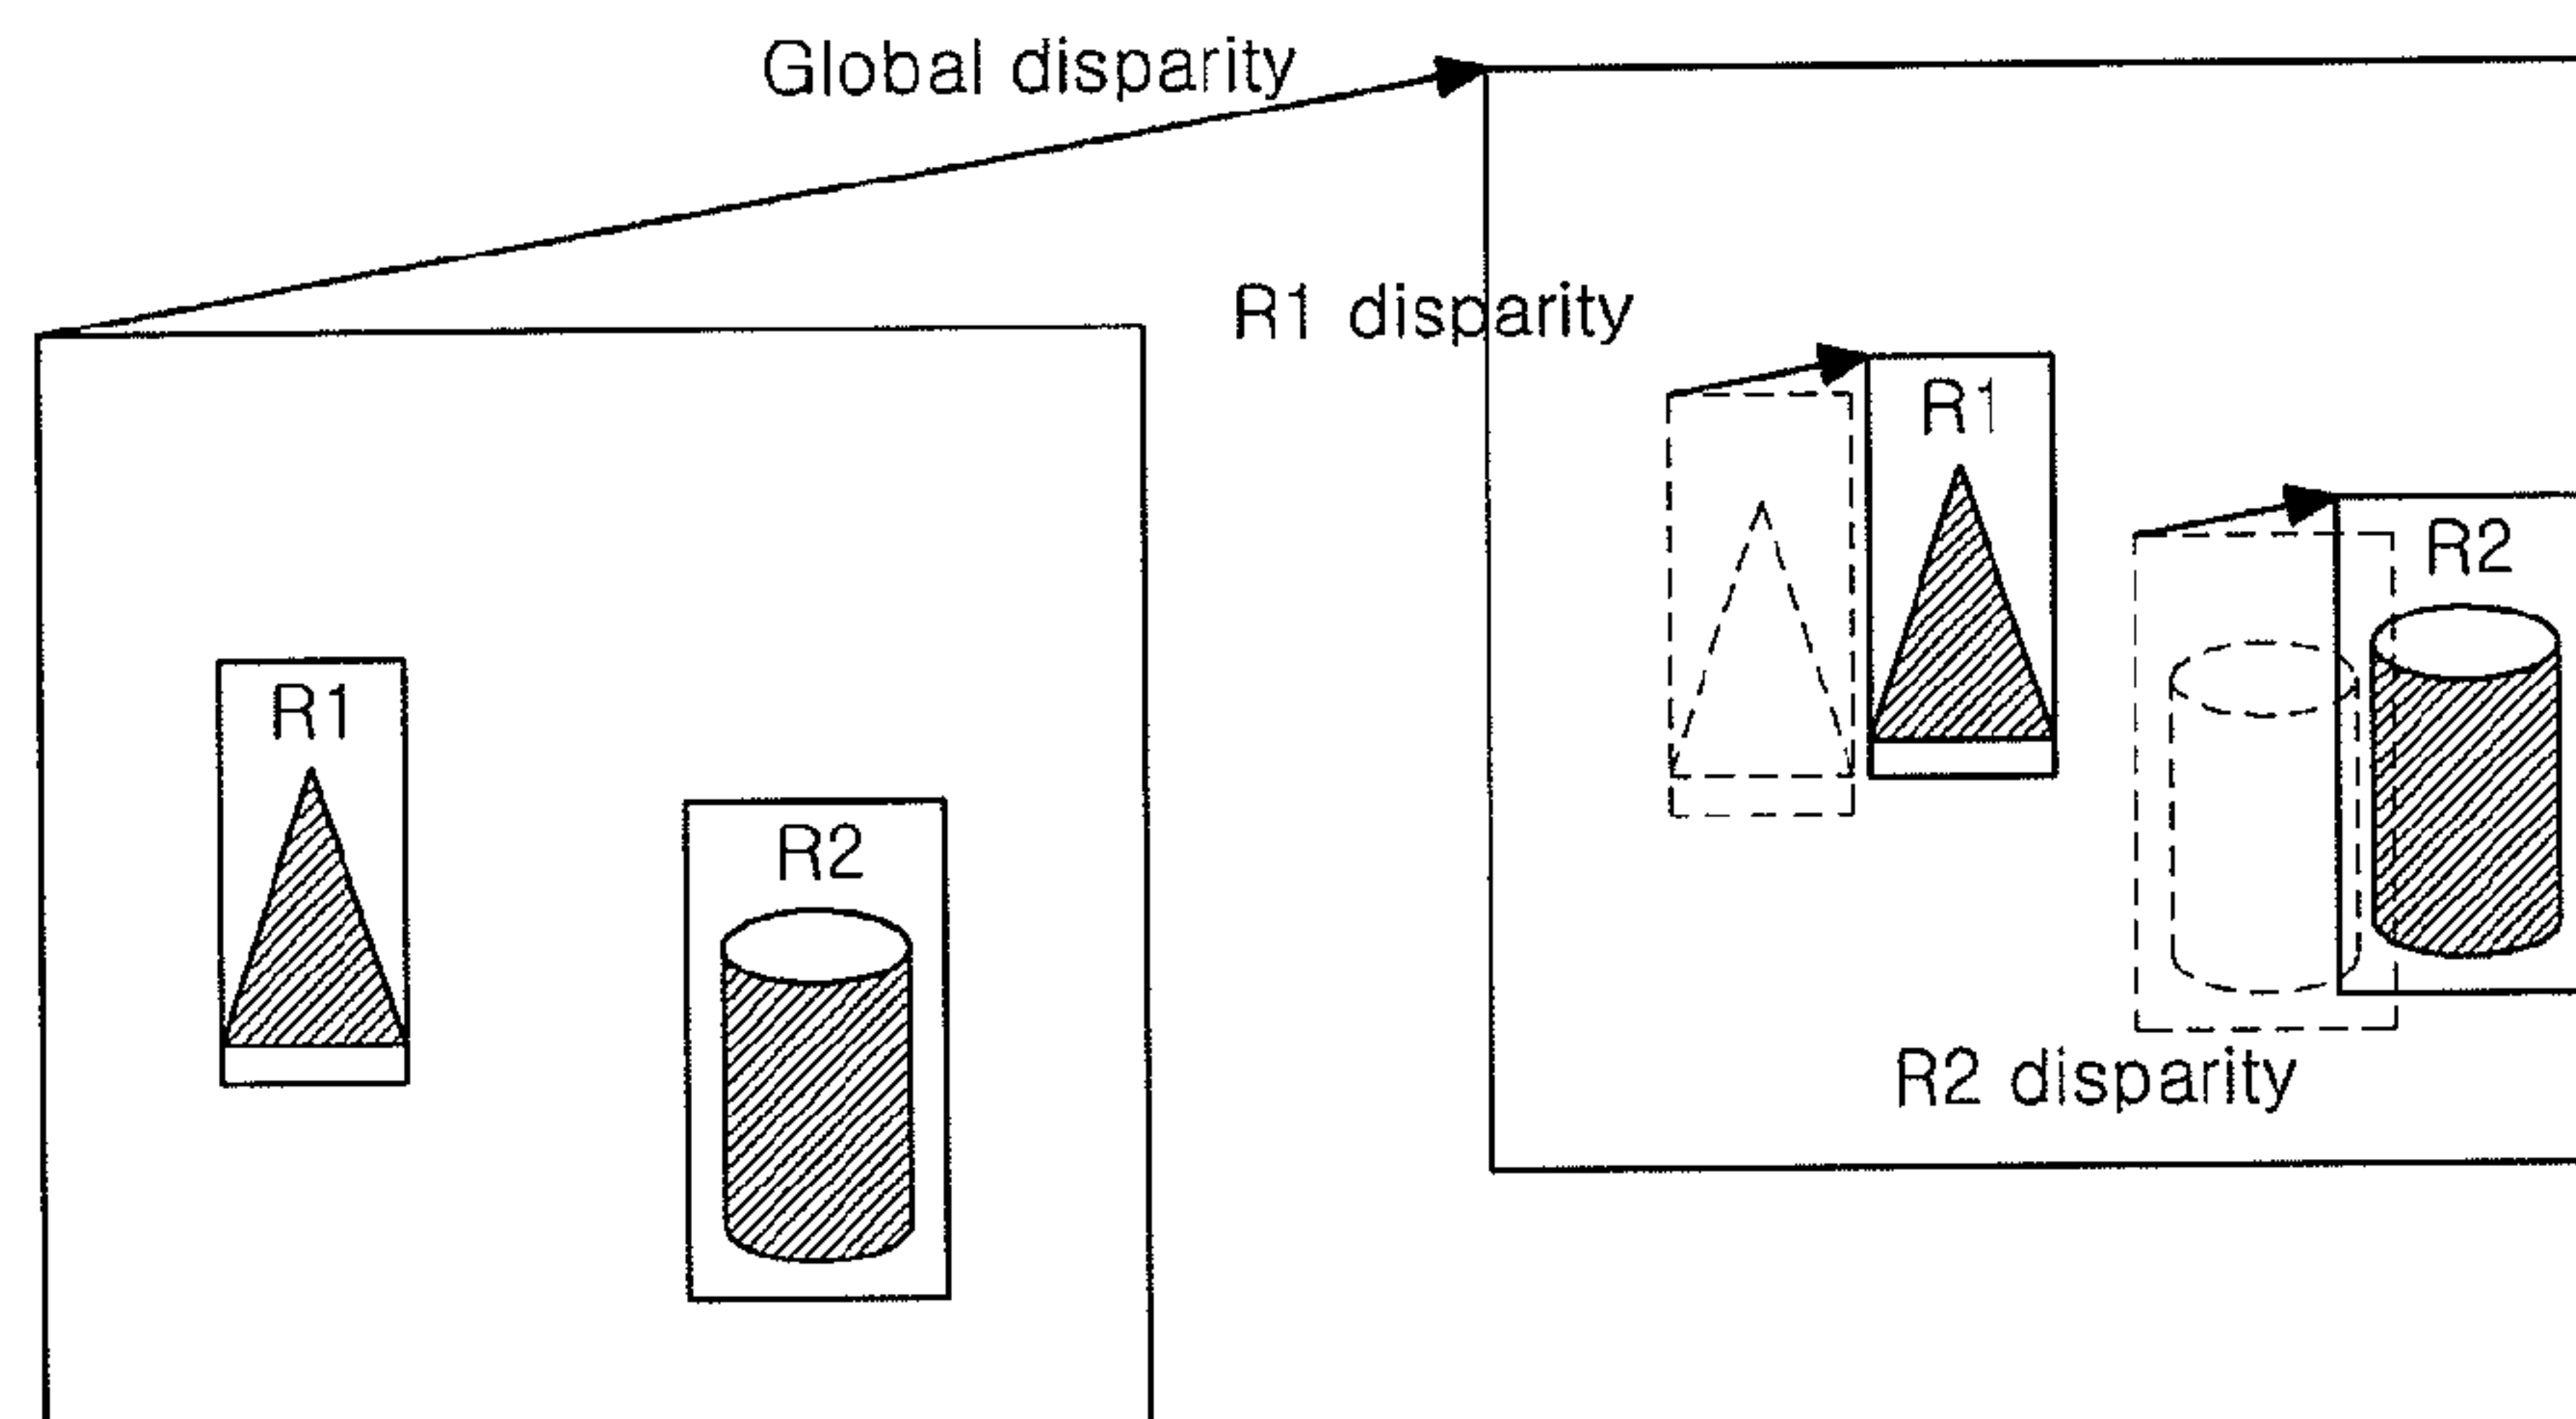 Global disparity
R1 disparity
R1
R2
R1
R2
R2 disparity